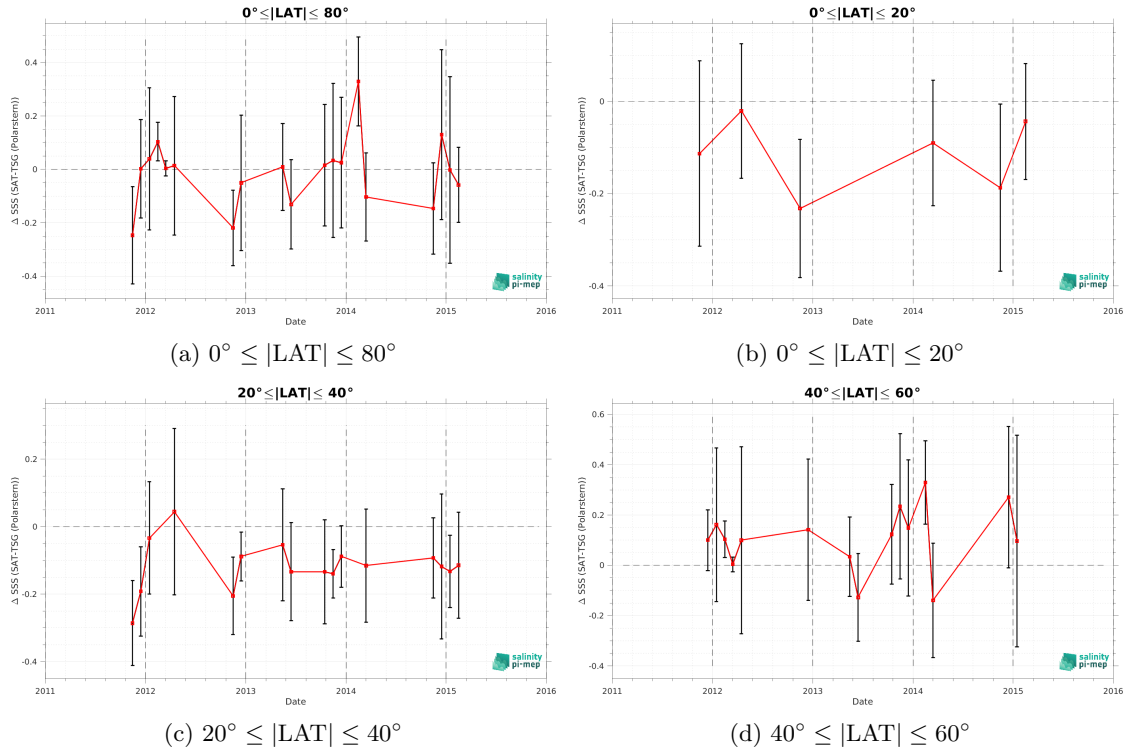 0°≤|LAT|≤ 80°
Δ SSS (SAT-TSG (Polarstern))
0.4
0.2
0
-0.2
-0.4
2011 2012 2013 2014 2015 2016
Date
salinity
pi-mep
(a) 0° ≤ |LAT| ≤ 80°
0°≤|LAT|≤ 20°
Δ SSS (SAT-TSG (Polarstern))
0
-0.2
-0.4
2011 2012 2013 2014 2015 2016
Date
salinity
pi-mep
(b) 0° ≤ |LAT| ≤ 20°
20°≤|LAT|≤ 40°
Δ SSS (SAT-TSG (Polarstern))
0.2
0
-0.2
-0.4
2011 2012 2013 2014 2015 2016
Date
salinity
pi-mep
(c) 20° ≤ |LAT| ≤ 40°
40°≤|LAT|≤ 60°
Δ SSS (SAT-TSG (Polarstern))
0.6
0.4
0.2
0
-0.2
-0.4
2011 2012 2013 2014 2015 2016
Date
salinity
pi-mep
(d) 40° ≤ |LAT| ≤ 60°